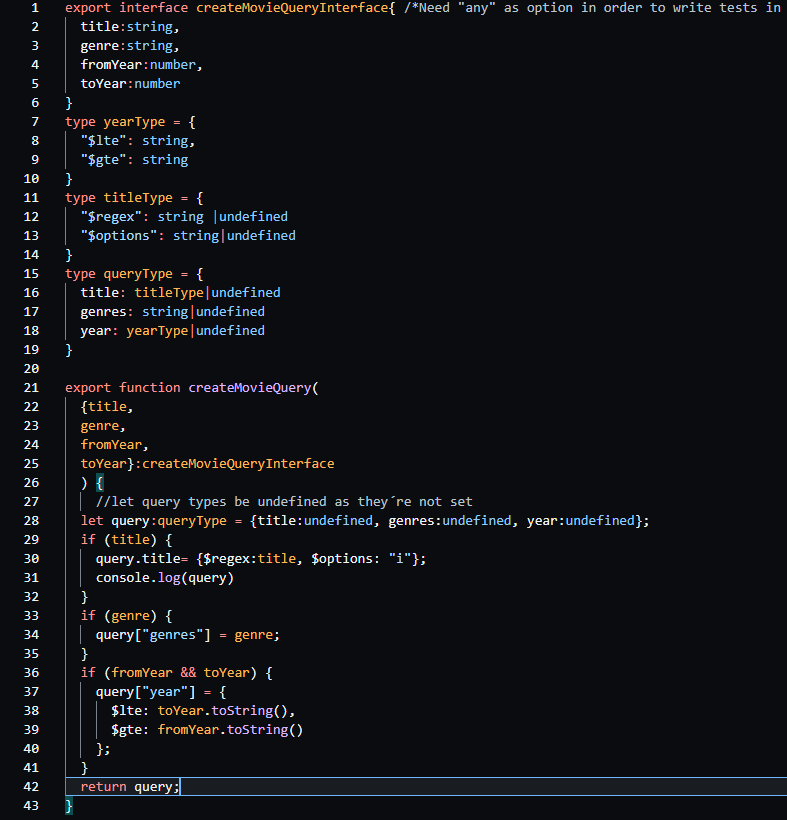 1 export interface createMovieQueryInterface{ /*Need "any" as option in order to write tests in
2 title:string,
3 genre:string,
4 fromYear:number,
5 toYear:number
6 }
7 type yearType = {
8 "$lte": string,
9 "$gte": string
10 }
11 type titleType = {
12 "$regex": string |undefined
13 "$options": string|undefined
14 }
15 type queryType = {
16 title: titleType|undefined
17 genres: string|undefined
18 year: yearType|undefined
19 }
20
21 export function createMovieQuery(
22 {title,
23 genre,
24 fromYear,
25 toYear}:createMovieQueryInterface
26 ) {
27 //let query types be undefined as they´re not set
28 let query:queryType = {title:undefined, genres:undefined, year:undefined};
29 if (title) {
30 query.title= {$regex:title, $options: "i"};
31 console.log(query)
32 }
33 if (genre) {
34 query["genres"] = genre;
35 }
36 if (fromYear && toYear) {
37 query["year"] = {
38 $lte: toYear.toString(),
39 $gte: fromYear.toString()
40 };
41 }
42 return query;
43 }